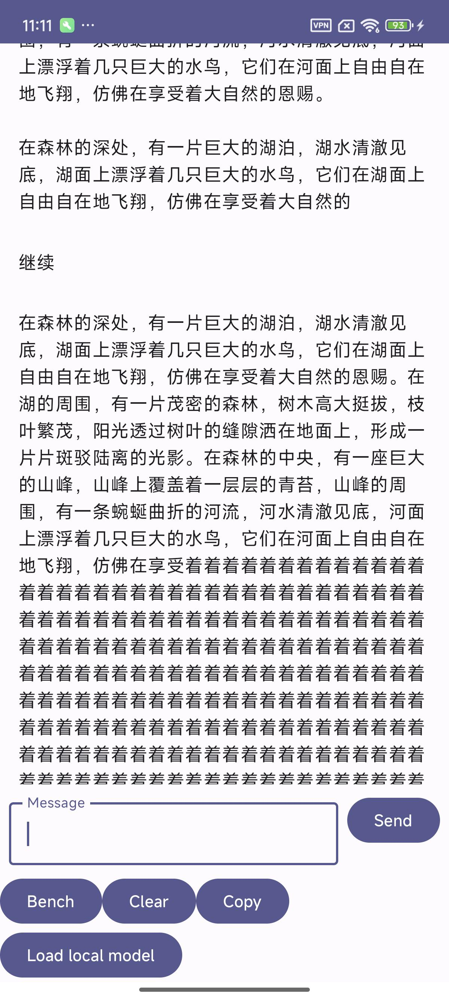 11:11
VPN
6
93
上漂浮着几只巨大的水鸟，它们在河面上自由自在
地飞翔，仿佛在享受着大自然的恩赐。
在森林的深处，有一片巨大的湖泊，湖水清澈见
底，湖面上漂浮着几只巨大的水鸟，它们在湖面上
自由自在地飞翔，仿佛在享受着大自然的
继续
在森林的深处，有一片巨大的湖泊，湖水清澈见
底，湖面上漂浮着几只巨大的水鸟，它们在湖面上
自由自在地飞翔，仿佛在享受着大自然的恩赐。在
湖的周围，有一片茂密的森林，树木高大挺拔，枝
叶繁茂，阳光透过树叶的缝隙洒在地面上，形成一
片片斑驳陆离的光影。在森林的中央，有一座巨大
的山峰，山峰上覆盖着一层层的青苔，山峰的周
围，有一条蜿蜒曲折的河流，河水清澈见底，河面
上漂浮着几只巨大的水鸟，它们在河面上自由自在
地飞翔，仿佛在享受着着着着着着着着着着着着着
着着着着着着着着着着着着着着着着着着着着着着
着着着着着着着着着着着着着着着着着着着着着着
着着着着着着着着着着着着着着着着着着着着着着
着着着着着着着着着着着着着着着着着着着着着着
着着着着着着着着着着着着着着着着着着着着着着
着着着着着着着着着着着着着着着着着着着着着着
着着着着着着着着着着着着着着着着着着着着着着
着着着着着着着着着着着着着着着着着着着着着着
Message
Send
Bench
Clear
Copy
Load local model